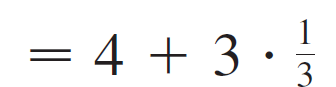 = 4 + 3 · 1/3